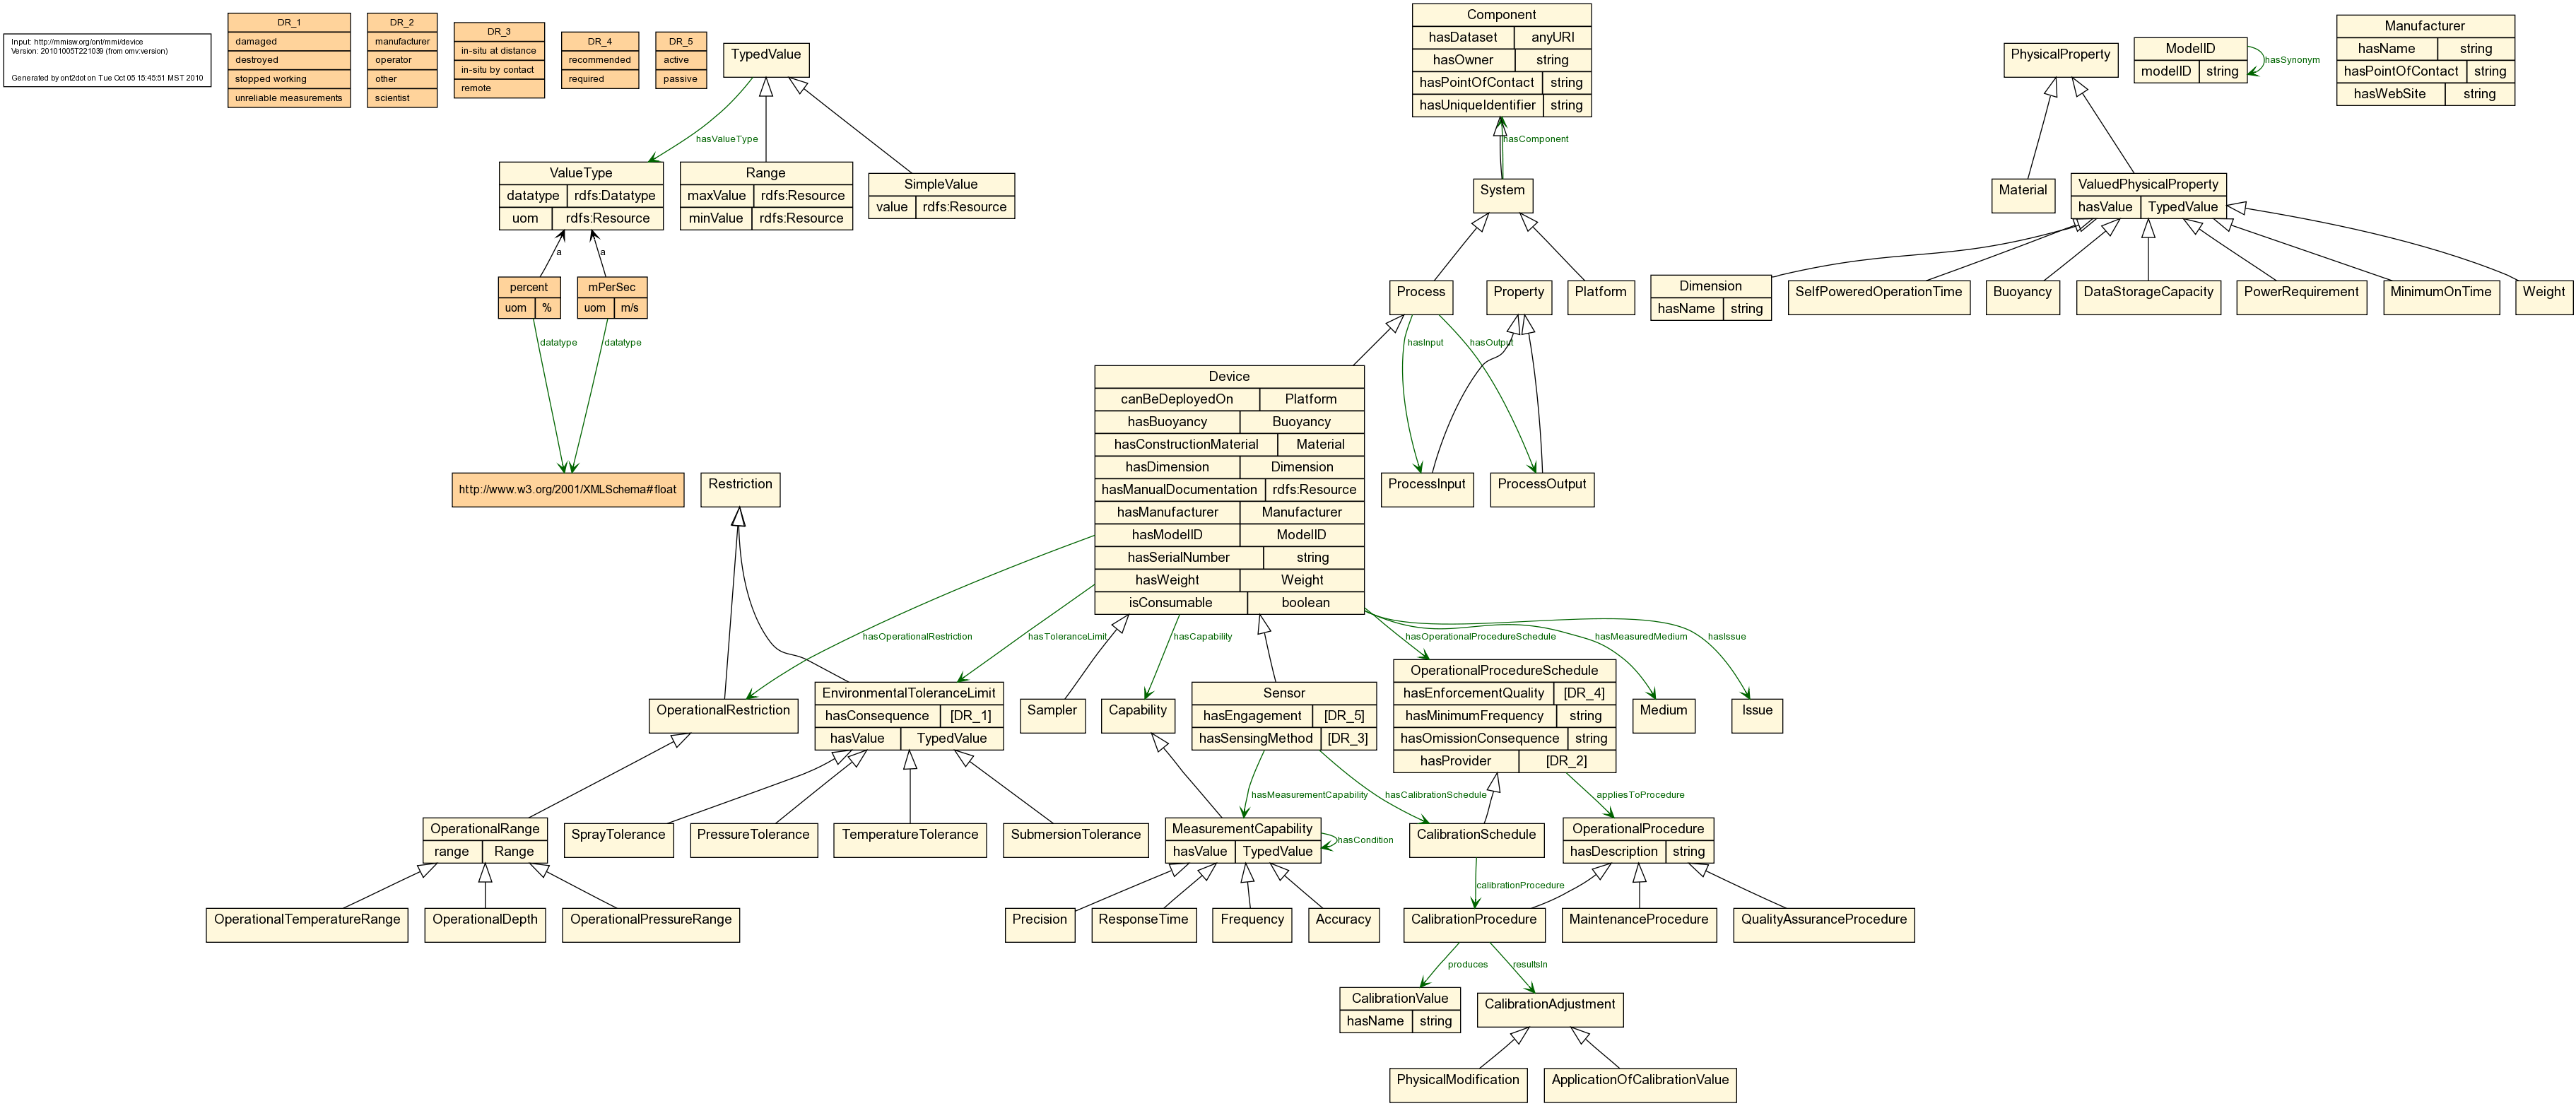 Input: http://mmisw.org/ont/mmi/device
Version: 20101005T221039 (from omv:version)
Generated by ont2dot on Tue Oct 05 15:45:51 MST 2010
DR_1
damaged
destroyed
stopped working
unreliable measurements
DR_2
manufacturer
operator
other
scientist
DR_3
in-situ at distance
in-situ by contact
remote
DR_4
recommended
required
DR_5
active
passive
TypedValue
hasValueType
ValueType
datatype rdfs:Datatype
uom rdfs:Resource
Range
maxValue rdfs:Resource
minValue rdfs:Resource
SimpleValue
value rdfs:Resource
a
a
percent
uom %
mPerSec
uom m/s
datatype
datatype
http://www.w3.org/2001/XMLSchema#float
Component
hasDataset anyURI
hasOwner string
hasPointOfContact string
hasUniqueIdentifier string
hasComponent
System
Process
Property
Platform
hasInput
hasOutput
ProcessInput
ProcessOutput
PhysicalProperty
ModelID
modelID string
hasSynonym
Manufacturer
hasName string
hasPointOfContact string
hasWebSite string
Material
ValuedPhysicalProperty
hasValue TypedValue
Dimension
hasName string
SelfPoweredOperationTime
Buoyancy
DataStorageCapacity
PowerRequirement
MinimumOnTime
Weight
Device
canBeDeployedOn Platform
hasBuoyancy Buoyancy
hasConstructionMaterial Material
hasDimension Dimension
hasManualDocumentation rdfs:Resource
hasManufacturer Manufacturer
hasModelID ModelID
hasSerialNumber string
hasWeight Weight
isConsumable boolean
Restriction
hasOperationalRestriction
hasToleranceLimit
hasCapability
hasOperationalProcedureSchedule
hasMeasuredMedium
hasIssue
OperationalRestriction
EnvironmentalToleranceLimit
hasConsequence [DR_1]
hasValue TypedValue
Sampler
Capability
Sensor
hasEngagement [DR_5]
hasSensingMethod [DR_3]
OperationalProcedureSchedule
hasEnforcementQuality [DR_4]
hasMinimumFrequency string
hasOmissionConsequence string
hasProvider [DR_2]
Medium
Issue
hasMeasurementCapability
hasCalibrationSchedule
appliesToProcedure
OperationalRange
range Range
SprayTolerance
PressureTolerance
TemperatureTolerance
SubmersionTolerance
MeasurementCapability
hasValue TypedValue
hasCondition
CalibrationSchedule
OperationalProcedure
hasDescription string
calibrationProcedure
OperationalTemperatureRange
OperationalDepth
OperationalPressureRange
Precision
ResponseTime
Frequency
Accuracy
CalibrationProcedure
MaintenanceProcedure
QualityAssuranceProcedure
produces
resultsIn
CalibrationValue
hasName string
CalibrationAdjustment
PhysicalModification
ApplicationOfCalibrationValue